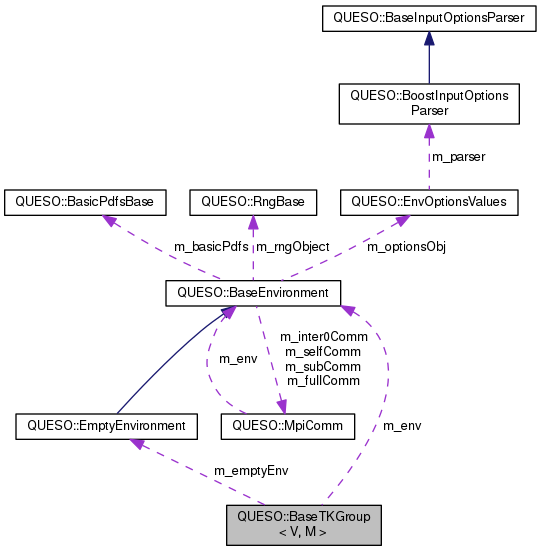 QUESO::BaseInputOptionsParser
QUESO::BoostInputOptions
Parser
m_parser
QUESO::BasicPdfsBase
QUESO::RngBase
QUESO::EnvOptionsValues
m_basicPdfs
m_rngObject
m_optionsObj
QUESO::BaseEnvironment
m_inter0Comm
m_selfComm
m_subComm
m_fullComm
m_env
QUESO::EmptyEnvironment
QUESO::MpiComm
m_env
m_emptyEnv
QUESO::BaseTKGroup
< V, M >